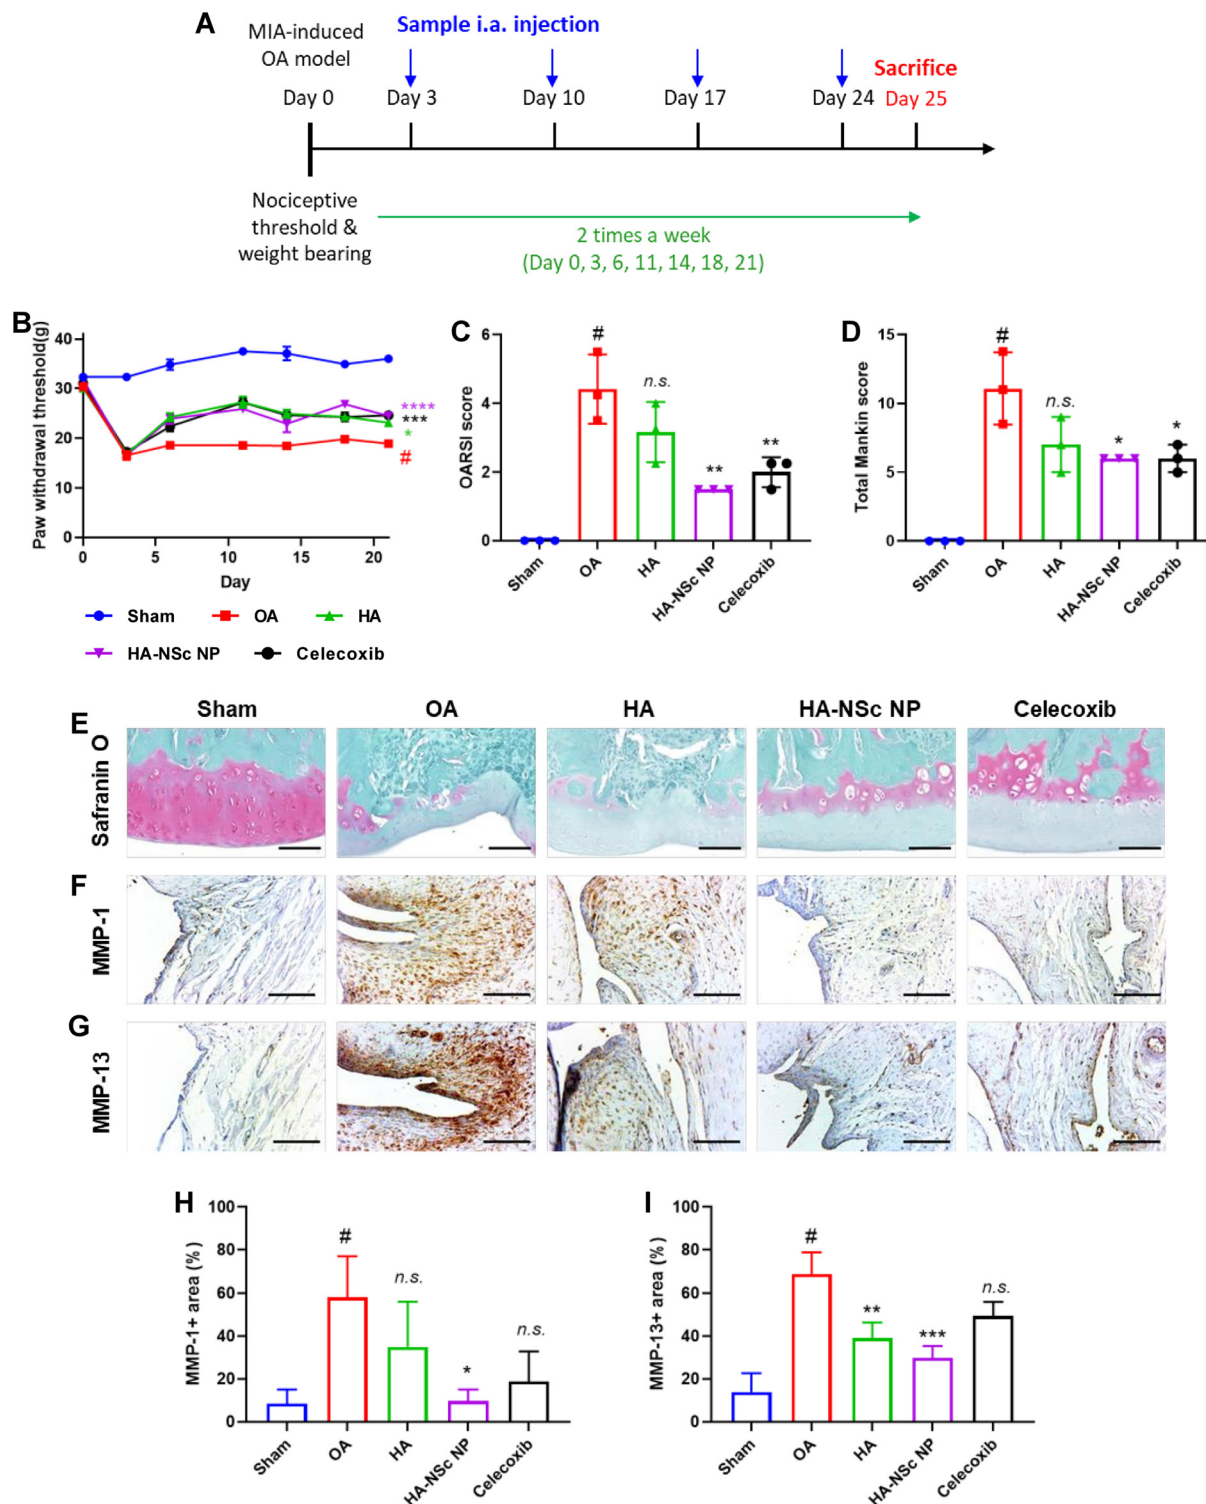 A
MIA-induced
OA model
Sample i.a. injection
Sacrifice
Day 0
Day 3
Day 10
Day 17
Day 24
Day 25
Nociceptive
threshold &
weight bearing
2 times a week
(Day 0, 3, 6, 11, 14, 18, 21)
B
Paw withdrawal threshold(g)
40
30
20
10
0
0 5 10 15 20
Day
****
***
*
#
Sham
OA
HA
HA-NSc NP
Celecoxib
C
OARSI score
6
4
2
0
#
n.s.
**
**
Sham
OA
HA
HA-NSc NP
Celecoxib
D
Total Mankin score
15
10
5
0
#
n.s.
*
*
Sham
OA
HA
HA-NSc NP
Celecoxib
Sham
OA
HA
HA-NSc NP
Celecoxib
E
Safranin O
F
MMP-1
G
MMP-13
H
MMP-1+ area (%)
100
80
60
40
20
0
#
n.s.
*
n.s.
Sham
OA
HA
HA-NSc NP
Celecoxib
I
MMP-13+ area (%)
100
80
60
40
20
0
#
**
***
n.s.
Sham
OA
HA
HA-NSc NP
Celecoxib